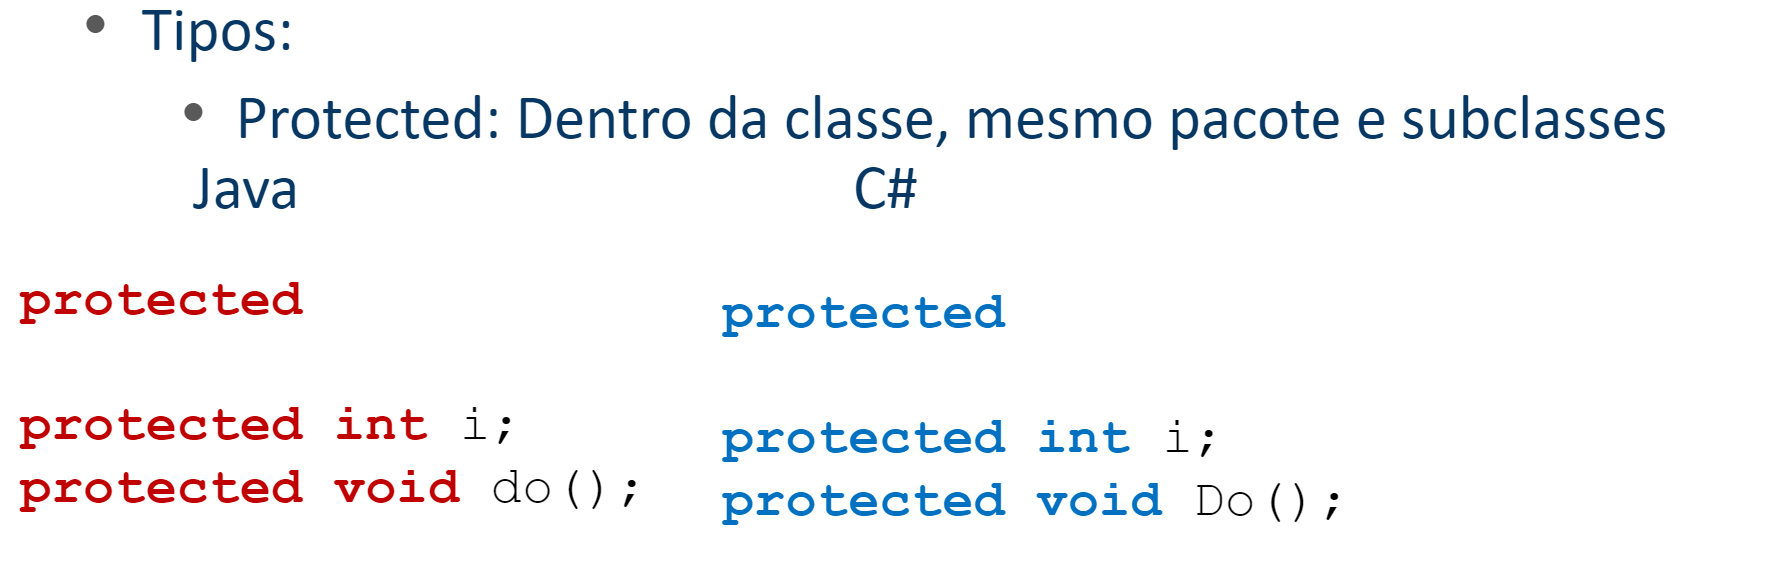 • Tipos:
• Protected: Dentro da classe, mesmo pacote e subclasses
Java C#
protected protected
protected int i; protected int i;
protected void do(); protected void Do();